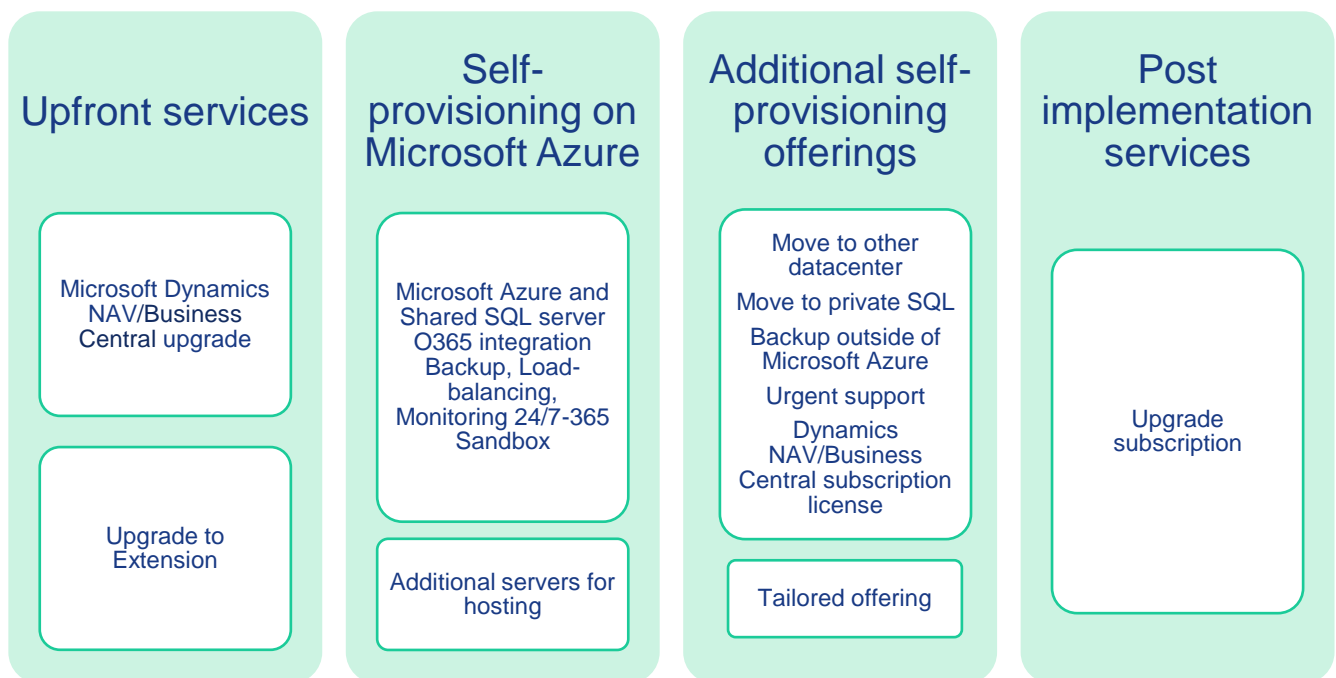 Upfront services
Microsoft Dynamics
NAV/Business
Central upgrade
Upgrade to
Extension
Self-
provisioning on
Microsoft Azure
Microsoft Azure and
Shared SQL server
O365 integration
Backup, Load-
balancing,
Monitoring 24/7-365
Sandbox
Additional servers for
hosting
Additional self-
provisioning
offerings
Move to other
datacenter
Move to private SQL
Backup outside of
Microsoft Azure
Urgent support
Dynamics
NAV/Business
Central subscription
license
Tailored offering
Post
implementation
services
Upgrade
subscription